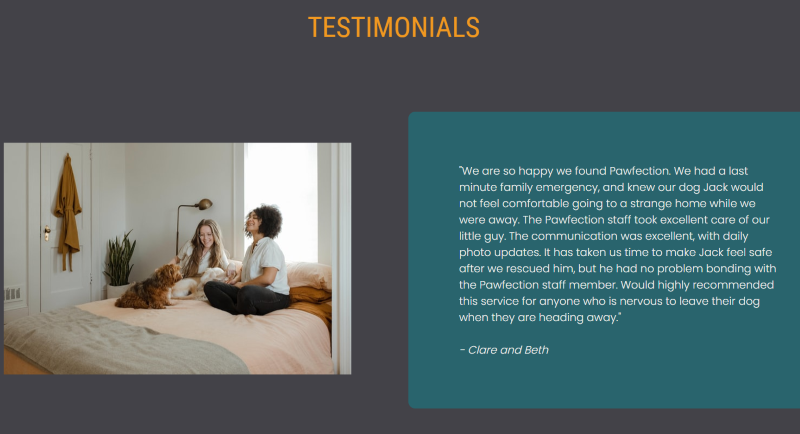 TESTIMONIALS
"We are so happy we found Pawfection. We had a last
minute family emergency, and knew our dog Jack would
not feel comfortable going to a strange home while we
were away. The Pawfection staff took excellent care of our
little guy. The communication was excellent, with daily
photo updates. It has taken us time to make Jack feel safe
after we rescued him, but he had no problem bonding with
the Pawfection staff member. Would highly recommended
this service for anyone who is nervous to leave their dog
when they are heading away."
- Clare and Beth